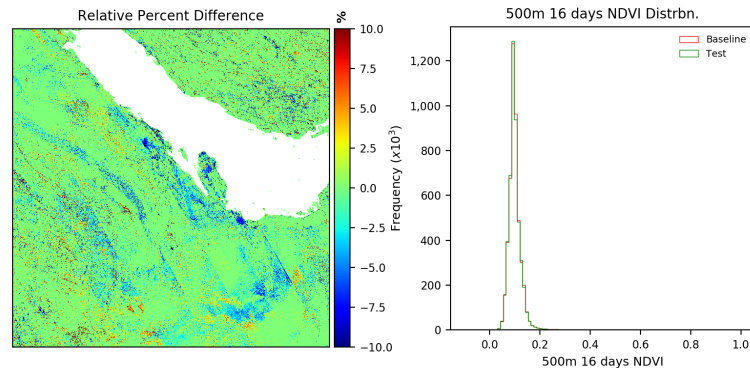 Relative Percent Difference
%
10.0
7.5
5.0
2.5
0.0
−2.5
−5.0
−7.5
−10.0
500m 16 days NDVI Distrbn.
Baseline
Test
Frequency (x10³)
1,200
1,000
800
600
400
200
0
0.0 0.2 0.4 0.6 0.8 1.0
500m 16 days NDVI